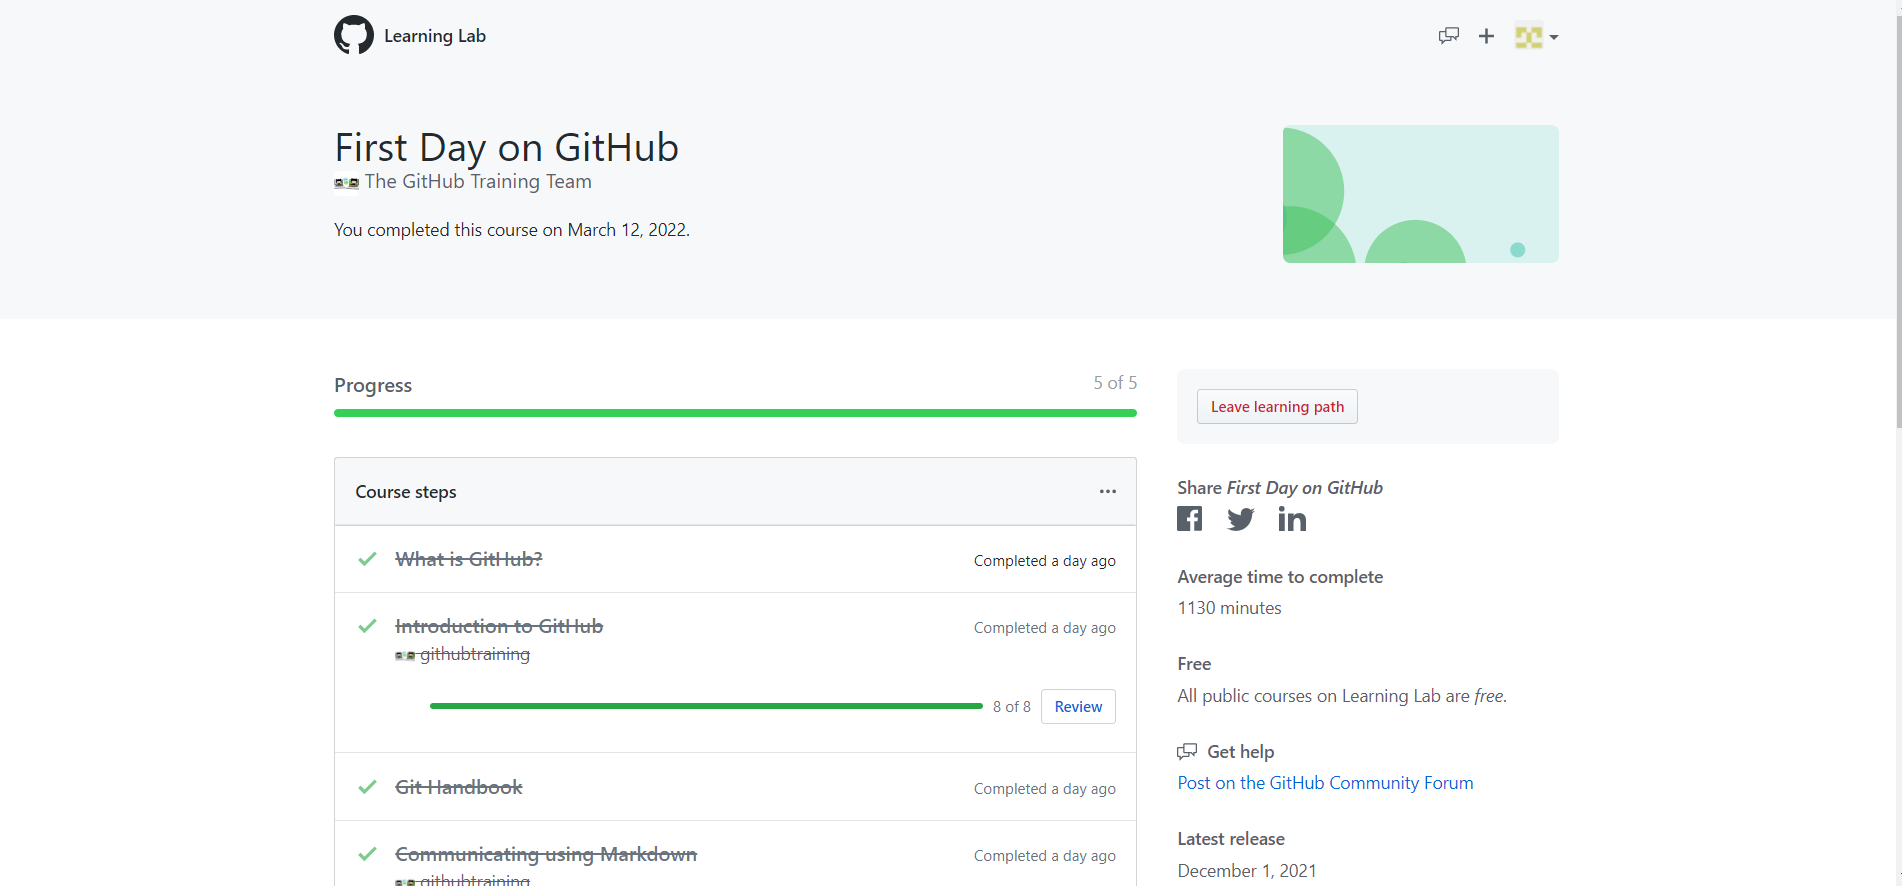 Learning Lab
First Day on GitHub
The GitHub Training Team
You completed this course on March 12, 2022.
Progress
5 of 5
Course steps
What is GitHub?
Completed a day ago
Introduction to GitHub
Completed a day ago
githubtraining
8 of 8
Review
Git Handbook
Completed a day ago
Communicating using Markdown
Completed a day ago
githubtraining
Leave learning path
Share First Day on GitHub
Average time to complete
1130 minutes
Free
All public courses on Learning Lab are free.
Get help
Post on the GitHub Community Forum
Latest release
December 1, 2021